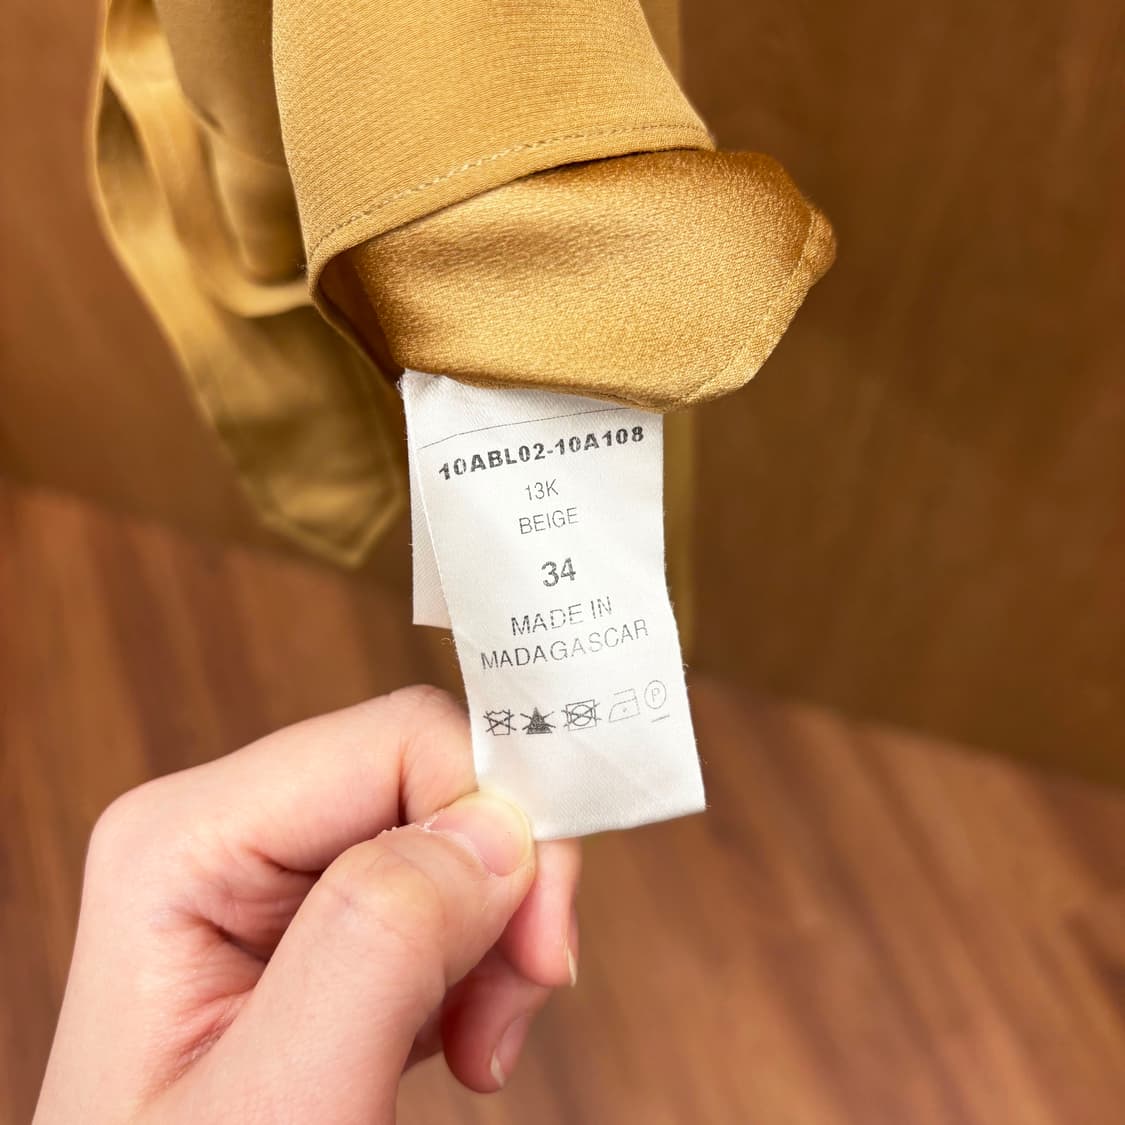 10ABL02-10A108
13K
BEIGE
34
MADE IN
MADAGASCAR
P